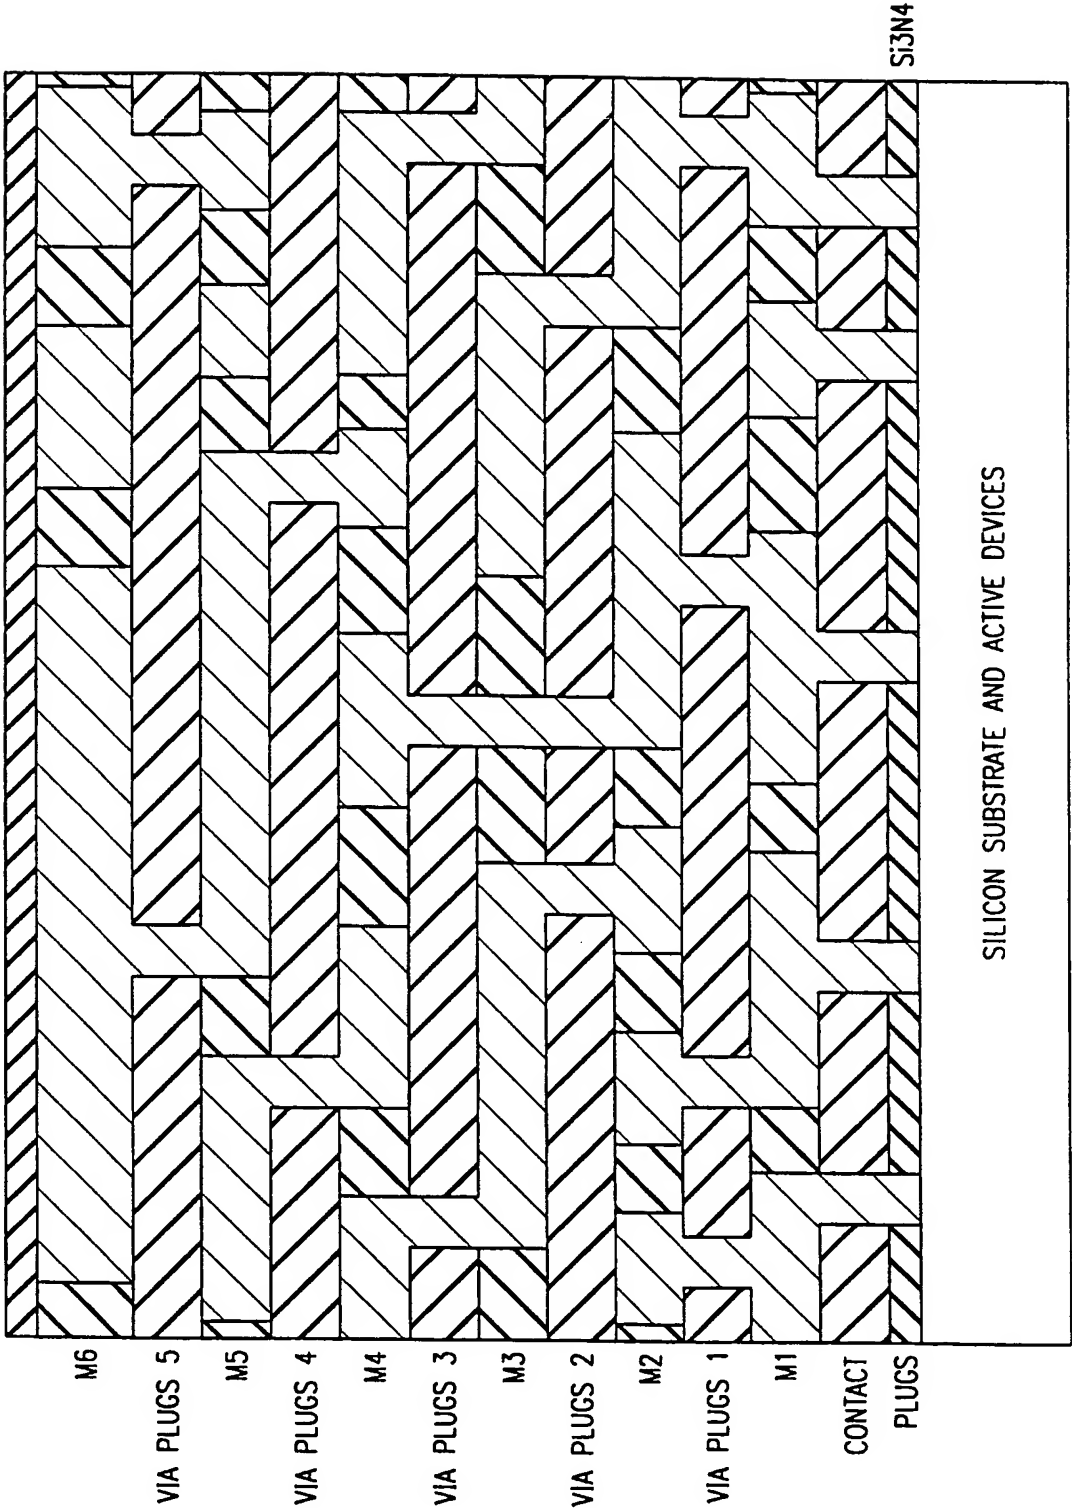 M6
VIA PLUGS 5
M5
VIA PLUGS 4
M4
VIA PLUGS 3
M3
VIA PLUGS 2
M2
VIA PLUGS 1
M1
CONTACT
PLUGS
Si3N4
SILICON SUBSTRATE AND ACTIVE DEVICES